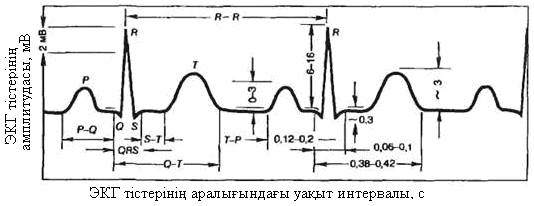 ЭКГ тістерінің
амплитудасы, мВ
2 мВ
R–R
R
R
P
T
0–3
6–16
~ 3
~ 0.3
Q
S
P–Q
S–T
T–P
0,12–0,2
0,06–0,1
QRS
Q–T
0,38–0,42
ЭКГ тістерінің аралығындағы уақыт интервалы, с